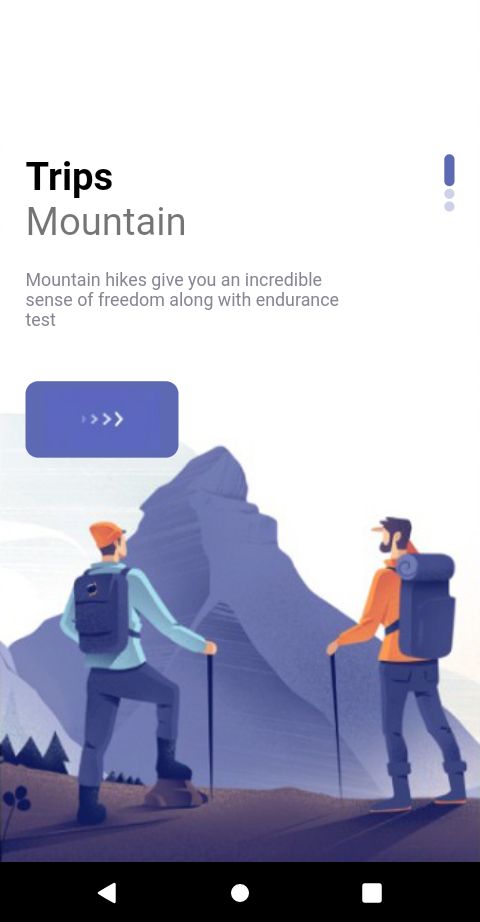 Trips
Mountain
Mountain hikes give you an incredible
sense of freedom along with endurance
test